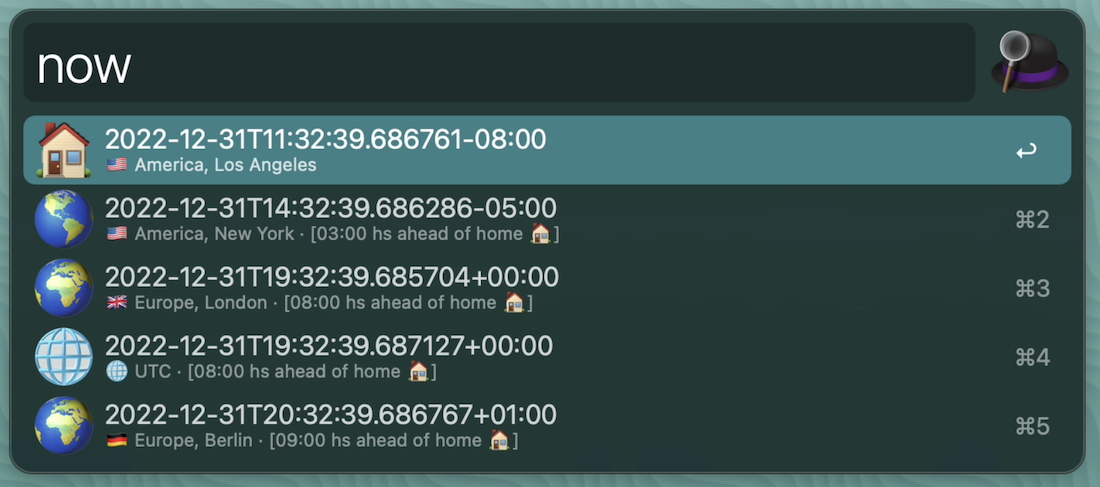 now
2022-12-31T11:32:39.686761-08:00
🇺🇸 America, Los Angeles
↩
2022-12-31T14:32:39.686286-05:00
🇺🇸 America, New York · [03:00 hs ahead of home 🏠]
⌘2
2022-12-31T19:32:39.685704+00:00
🇬🇧 Europe, London · [08:00 hs ahead of home 🏠]
⌘3
2022-12-31T19:32:39.687127+00:00
🌐 UTC · [08:00 hs ahead of home 🏠]
⌘4
2022-12-31T20:32:39.686767+01:00
🇩🇪 Europe, Berlin · [09:00 hs ahead of home 🏠]
⌘5